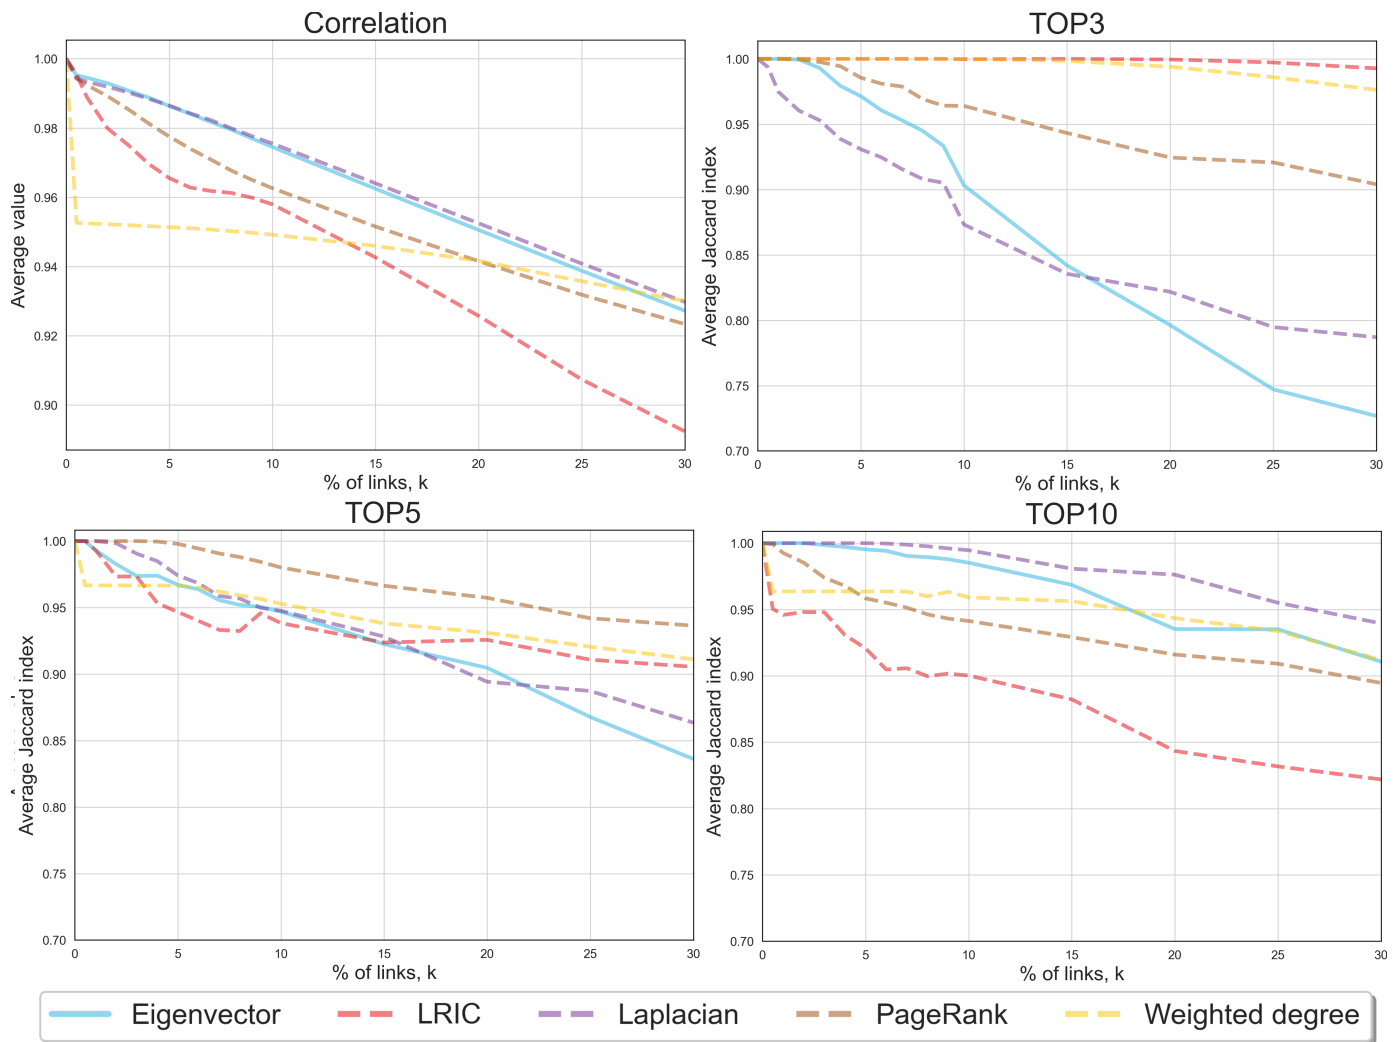 Correlation
Average value
1.00
0.98
0.96
0.94
0.92
0.90
0 5 10 15 20 25 30
% of links, k
TOP3
Average Jaccard index
1.00
0.95
0.90
0.85
0.80
0.75
0.70
0 5 10 15 20 25 30
% of links, k
TOP5
Average Jaccard index
1.00
0.95
0.90
0.85
0.80
0.75
0.70
0 5 10 15 20 25 30
% of links, k
TOP10
Average Jaccard index
1.00
0.95
0.90
0.85
0.80
0.75
0.70
0 5 10 15 20 25 30
% of links, k
Eigenvector LRIC Laplacian PageRank Weighted degree